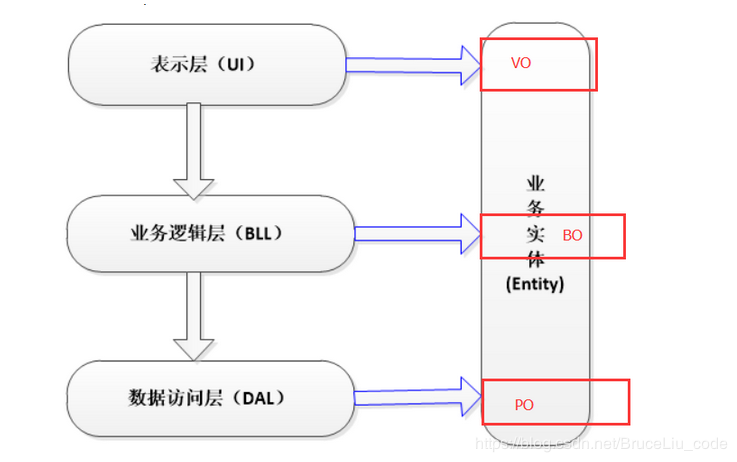 表示层（UI）
VO
业务逻辑层（BLL）
业
务
实
体
(Entity)
BO
数据访问层（DAL）
PO
https://blog.csdn.net/BruceLiu_code